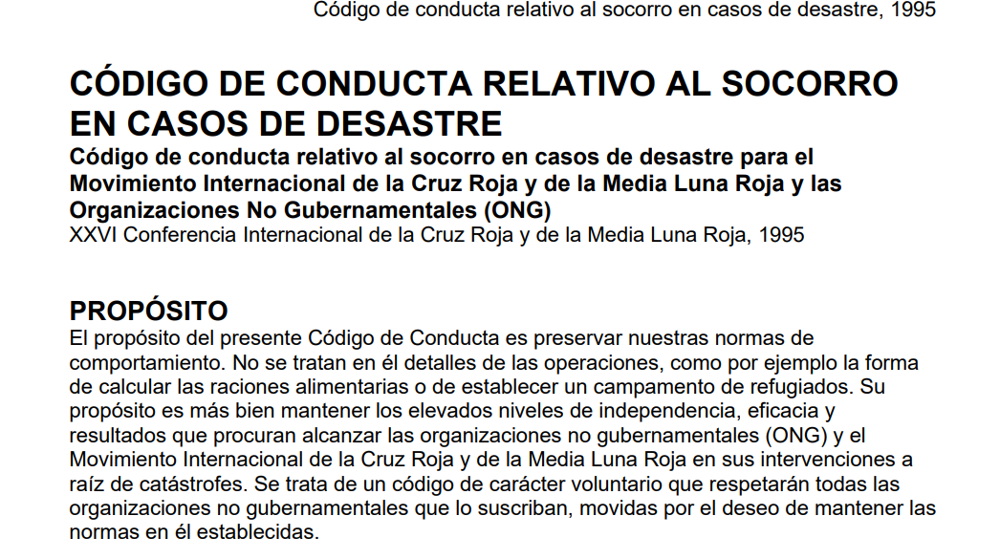 Código de conducta relativo al socorro en casos de desastre, 1995
CÓDIGO DE CONDUCTA RELATIVO AL SOCORRO
EN CASOS DE DESASTRE
Código de conducta relativo al socorro en casos de desastre para el
Movimiento Internacional de la Cruz Roja y de la Media Luna Roja y las
Organizaciones No Gubernamentales (ONG)
XXVI Conferencia Internacional de la Cruz Roja y de la Media Luna Roja, 1995
PROPÓSITO
El propósito del presente Código de Conducta es preservar nuestras normas de
comportamiento. No se tratan en él detalles de las operaciones, como por ejemplo la forma
de calcular las raciones alimentarias o de establecer un campamento de refugiados. Su
propósito es más bien mantener los elevados niveles de independencia, eficacia y
resultados que procuran alcanzar las organizaciones no gubernamentales (ONG) y el
Movimiento Internacional de la Cruz Roja y de la Media Luna Roja en sus intervenciones a
raíz de catástrofes. Se trata de un código de carácter voluntario que respetarán todas las
organizaciones no gubernamentales que lo suscriban, movidas por el deseo de mantener las
normas en él establecidas.